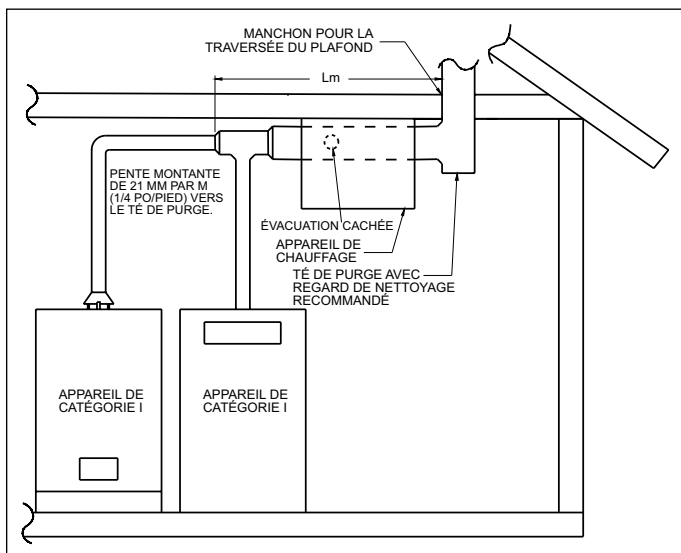 MANCHON POUR LA
TRAVERSÉE DU PLAFOND
Lm
PENTE MONTANTE
DE 21 MM PAR M
(1/4 PO/PIED) VERS
LE TÉ DE PURGE.
ÉVACUATION CACHÉE
APPAREIL DE
CHAUFFAGE
TÉ DE PURGE AVEC
REGARD DE NETTOYAGE
RECOMMANDÉ
APPAREIL DE
CATÉGORIE I
APPAREIL DE
CATÉGORIE I